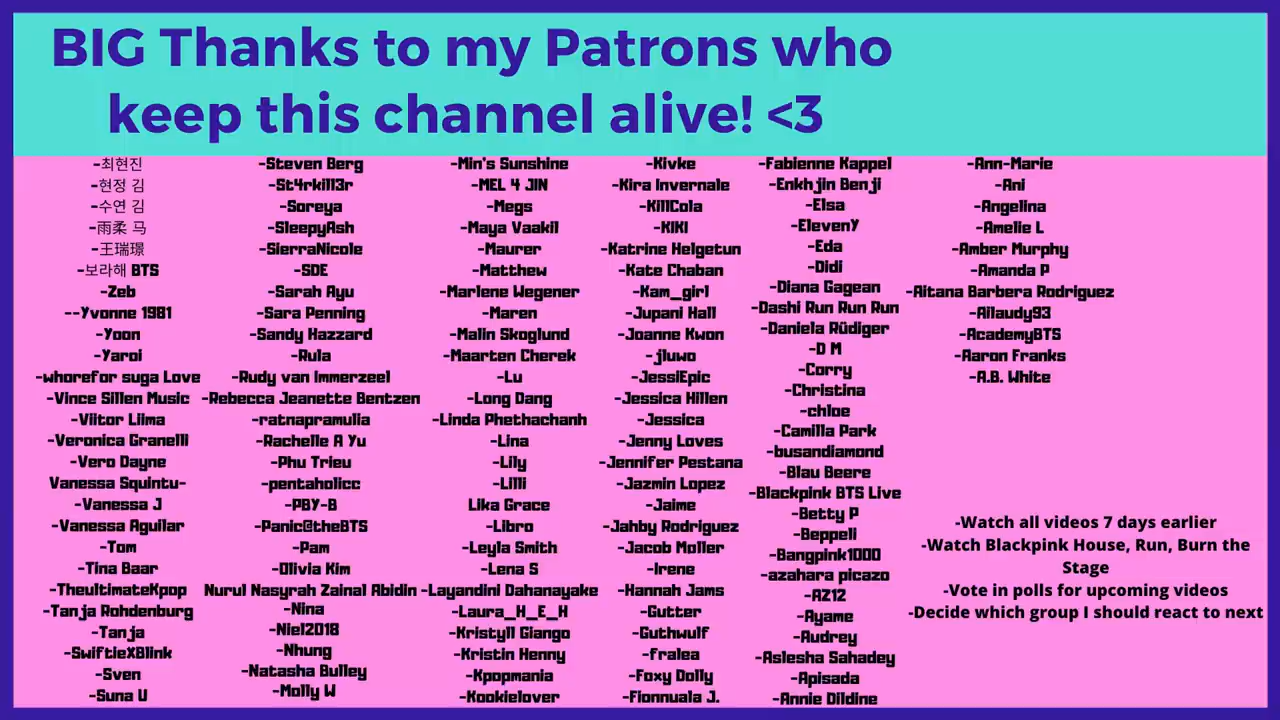 BIG Thanks to my Patrons who
keep this channel alive! <3
-최현진
-현정 김
-수연 김
-雨柔 马
-王瑞璟
-보라해 BTS
-Zeb
--Yvonne 1981
-Yoon
-Yaroi
-whorefor suga Love
-Vince Sillen Music
-Viitor Liima
-Veronica Granelli
-Vero Dayne
Vanessa Squintu-
-Vanessa J
-Vanessa Aguilar
-Tom
-Tina Baar
-TheultimateKpop
-Tanja Rohdenburg
-Tanja
-SwiftieXBlink
-Sven
-Suna U
-Steven Berg
-St4rkill3r
-Soreya
-SleepyAsh
-SierraNicole
-SDE
-Sarah Ayu
-Sara Penning
-Sandy Hazzard
-Rula
-Rudy van Immerzeel
-Rebecca Jeanette Bentzen
-ratnapramulia
-Rachelle A Yu
-Phu Trieu
-pentaholicc
-PBY-B
-Panic@theBTS
-Pam
-Olivia Kim
Nurul Nasyrah Zainal Abidin
-Nina
-Niel2018
-Nhung
-Natasha Bulley
-Molly W
-Min's Sunshine
-MEL 4 JIN
-Megs
-Maya Vaakil
-Maurer
-Matthew
-Marlene Wegener
-Maren
-Malin Skoglund
-Maarten Cherek
-Lu
-Long Dang
-Linda Phethachanh
-Lina
-Lily
-Lilli
Lika Grace
-Libro
-Leyla Smith
-Lena S
-Layandini Dahanayake
-Laura_H_E_H
-Kristyll Giango
-Kristin Henny
-Kpopmania
-Kookielover
-Kivke
-Kira Invernale
-KillCola
-KIKI
-Katrine Helgetun
-Kate Chaban
-Kam_girl
-Jupani Hall
-Joanne Kwon
-jluwo
-JessiEpic
-Jessica Hillen
-Jessica
-Jenny Loves
-Jennifer Pestana
-Jazmin Lopez
-Jaime
-Jahby Rodriguez
-Jacob Møller
-Irene
-Hannah Jams
-Gutter
-Guthwulf
-fralea
-Foxy Dolly
-Fionnuala J.
-Fabienne Kappel
-Enkhjin Benji
-Elsa
-ElevenY
-Eda
-Didi
-Diana Gagean
-Dashi Run Run Run
-Daniela Rüdiger
-D M
-Corry
-Christina
-chloe
-Camilla Park
-busandiamond
-Blau Beere
-Blackpink BTS Live
-Betty P
-Beppell
-Bangpink1000
-azahara picazo
-AZ12
-Ayame
-Audrey
-Aslesha Sahadey
-Apisada
-Annie Dildine
-Ann-Marie
-Ani
-Angelina
-Amelie L
-Amber Murphy
-Amanda P
-Aitana Barbera Rodriguez
-Ailaudy93
-AcademyBTS
-Aaron Franks
-A.B. White
-Watch all videos 7 days earlier
-Watch Blackpink House, Run, Burn the
Stage
-Vote in polls for upcoming videos
-Decide which group I should react to next